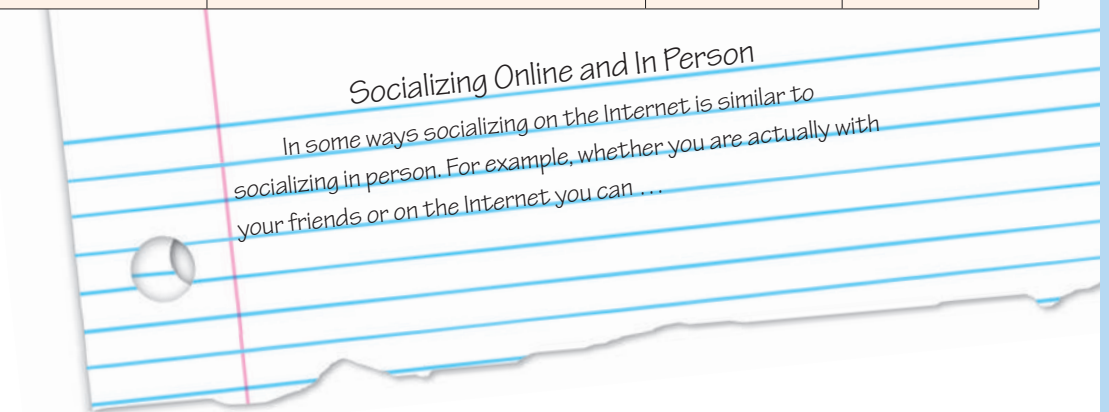 Socializing Online and In Person
In some ways socializing on the Internet is similar to
socializing in person. For example, whether you are actually with
your friends or on the Internet you can ...